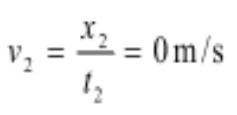 v₂ = x₂/t₂ = 0 m/s